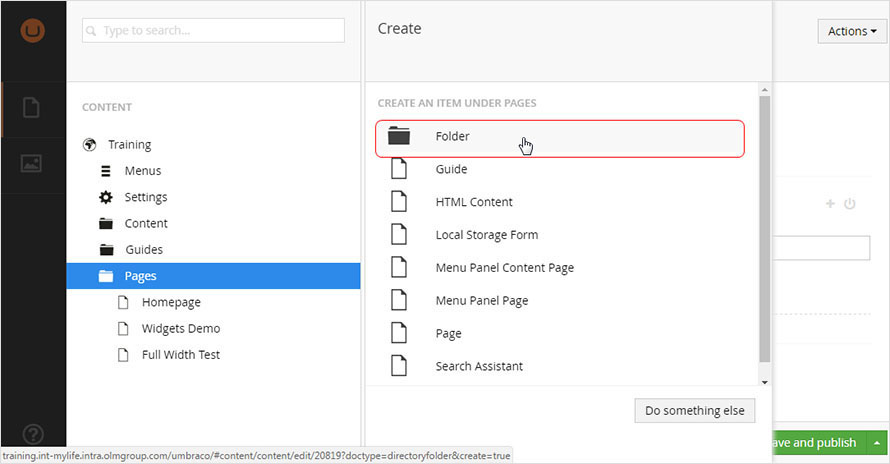 Type to search...
CONTENT
Training
Menus
Settings
Content
Guides
Pages
Homepage
Widgets Demo
Full Width Test
Create
CREATE AN ITEM UNDER PAGES
Folder
Guide
HTML Content
Local Storage Form
Menu Panel Content Page
Menu Panel Page
Page
Search Assistant
Do something else
Actions
ave and publish
training.int-mylife.intra.olmgroup.com/umbraco/#content/content/edit/20819?doctype=directoryfolder&create=true